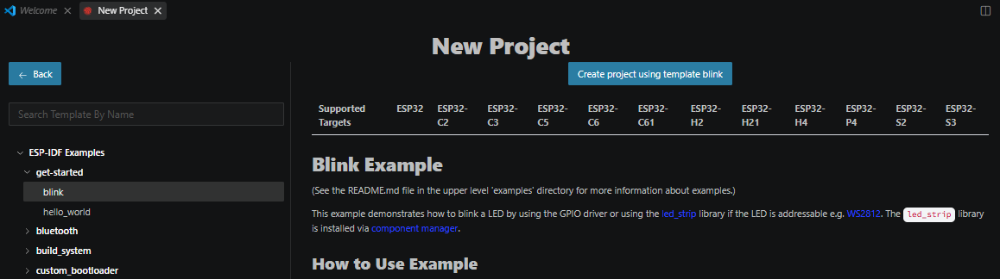 Welcome
New Project
New Project
Back
Search Template By Name
ESP-IDF Examples
get-started
blink
hello_world
bluetooth
build_system
custom_bootloader
Create project using template blink
Supported Targets ESP32 ESP32-C2 ESP32-C3 ESP32-C5 ESP32-C6 ESP32-C61 ESP32-H2 ESP32-H21 ESP32-H4 ESP32-P4 ESP32-S2 ESP32-S3
Blink Example
(See the README.md file in the upper level 'examples' directory for more information about examples.)
This example demonstrates how to blink a LED by using the GPIO driver or using the led_strip library if the LED is addressable e.g. WS2812. The led_strip library
is installed via component manager.
How to Use Example